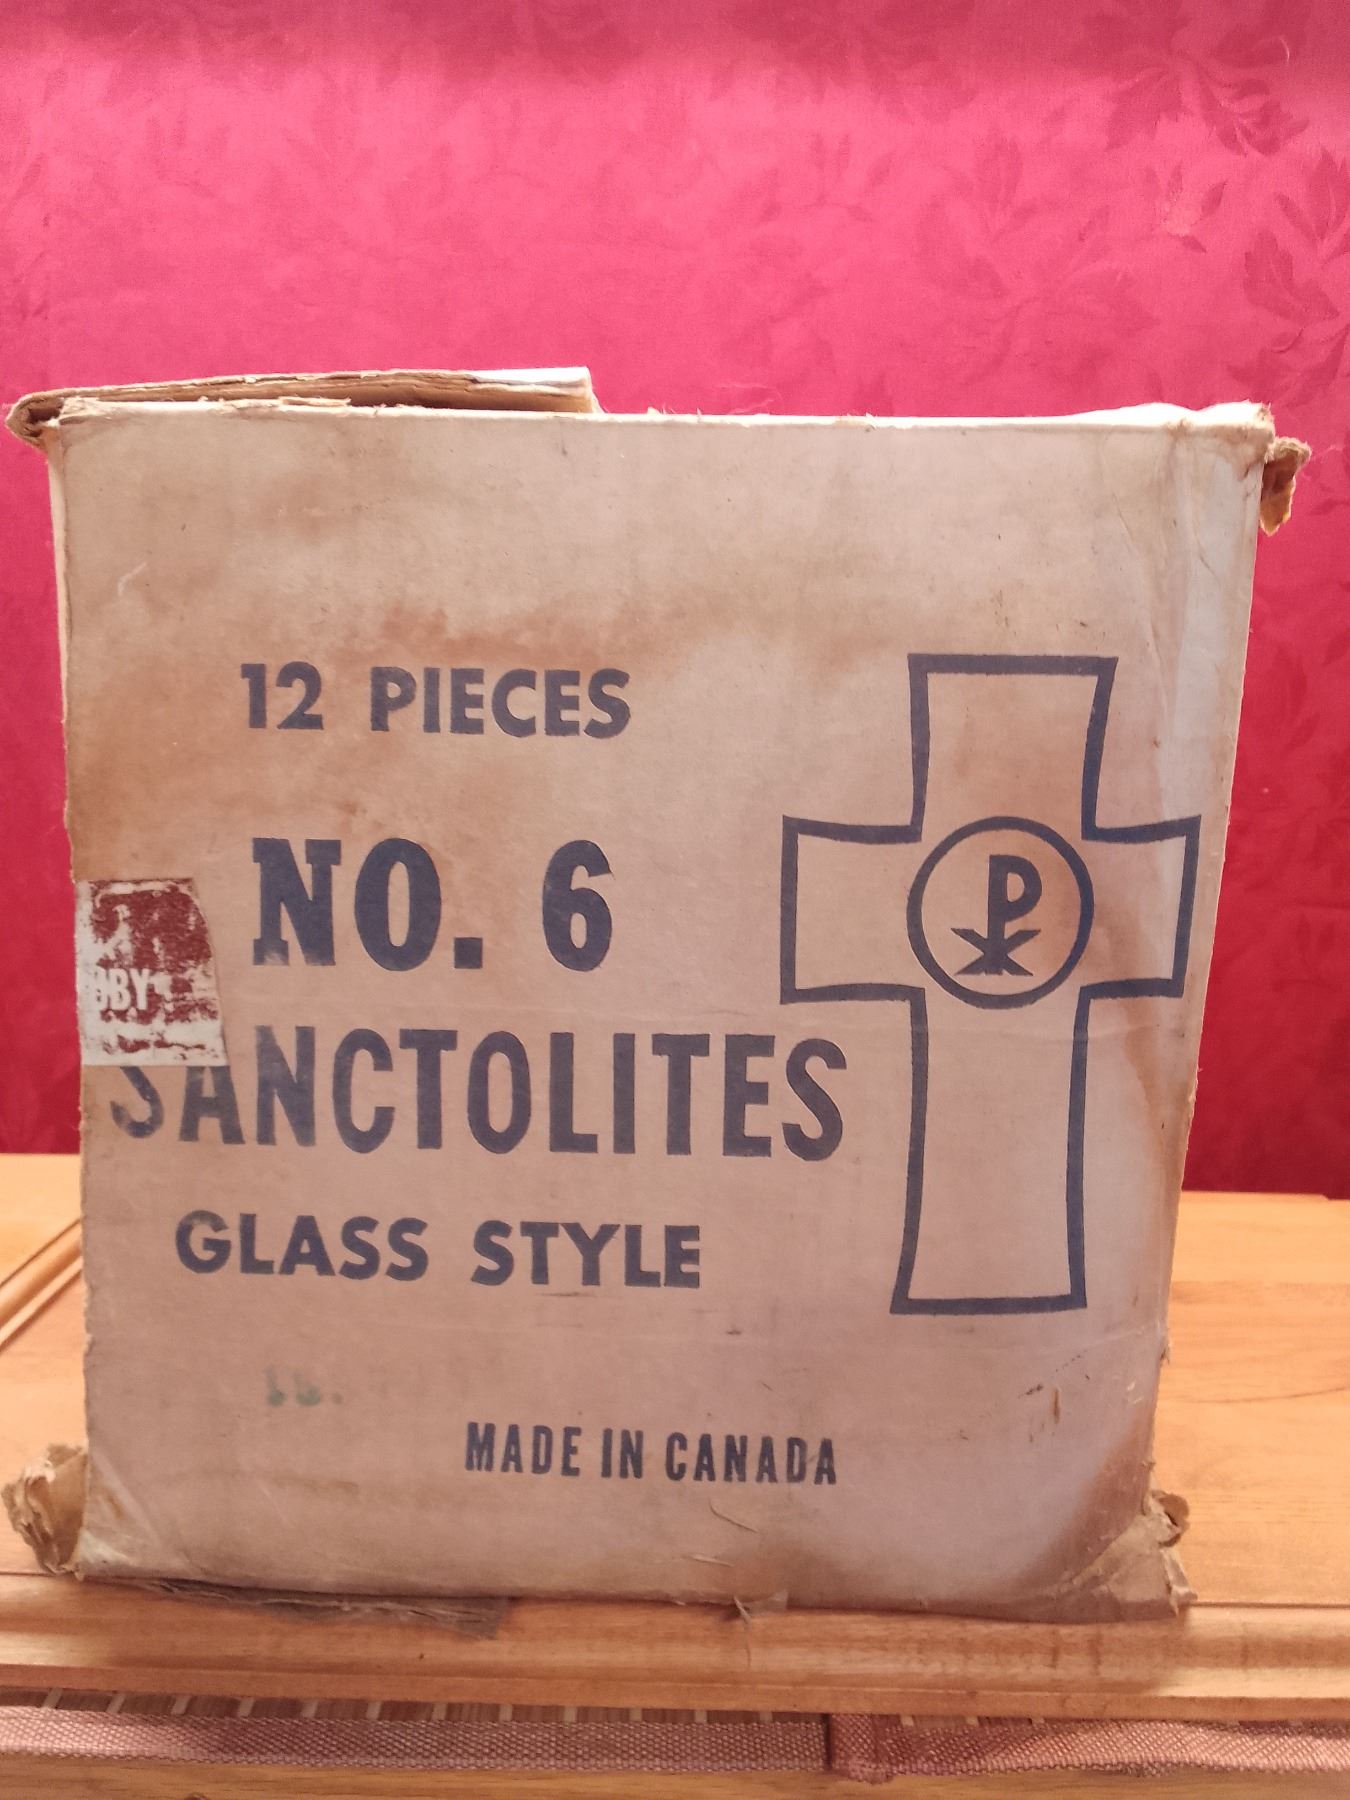 12 PIECES
NO. 6
SANCTOLITES
GLASS STYLE
MADE IN CANADA